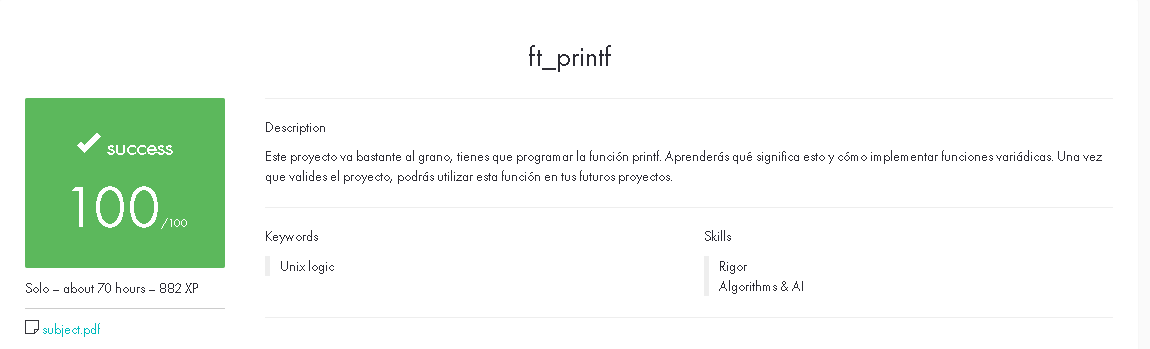 ft_printf
success
100/100
Solo – about 70 hours – 882 XP
subject.pdf
Description
Este proyecto va bastante al grano, tienes que programar la función printf. Aprenderás qué significa esto y cómo implementar funciones variádicas. Una vez
que valides el proyecto, podrás utilizar esta función en tus futuros proyectos.
Keywords
Unix logic
Skills
Rigor
Algorithms & AI